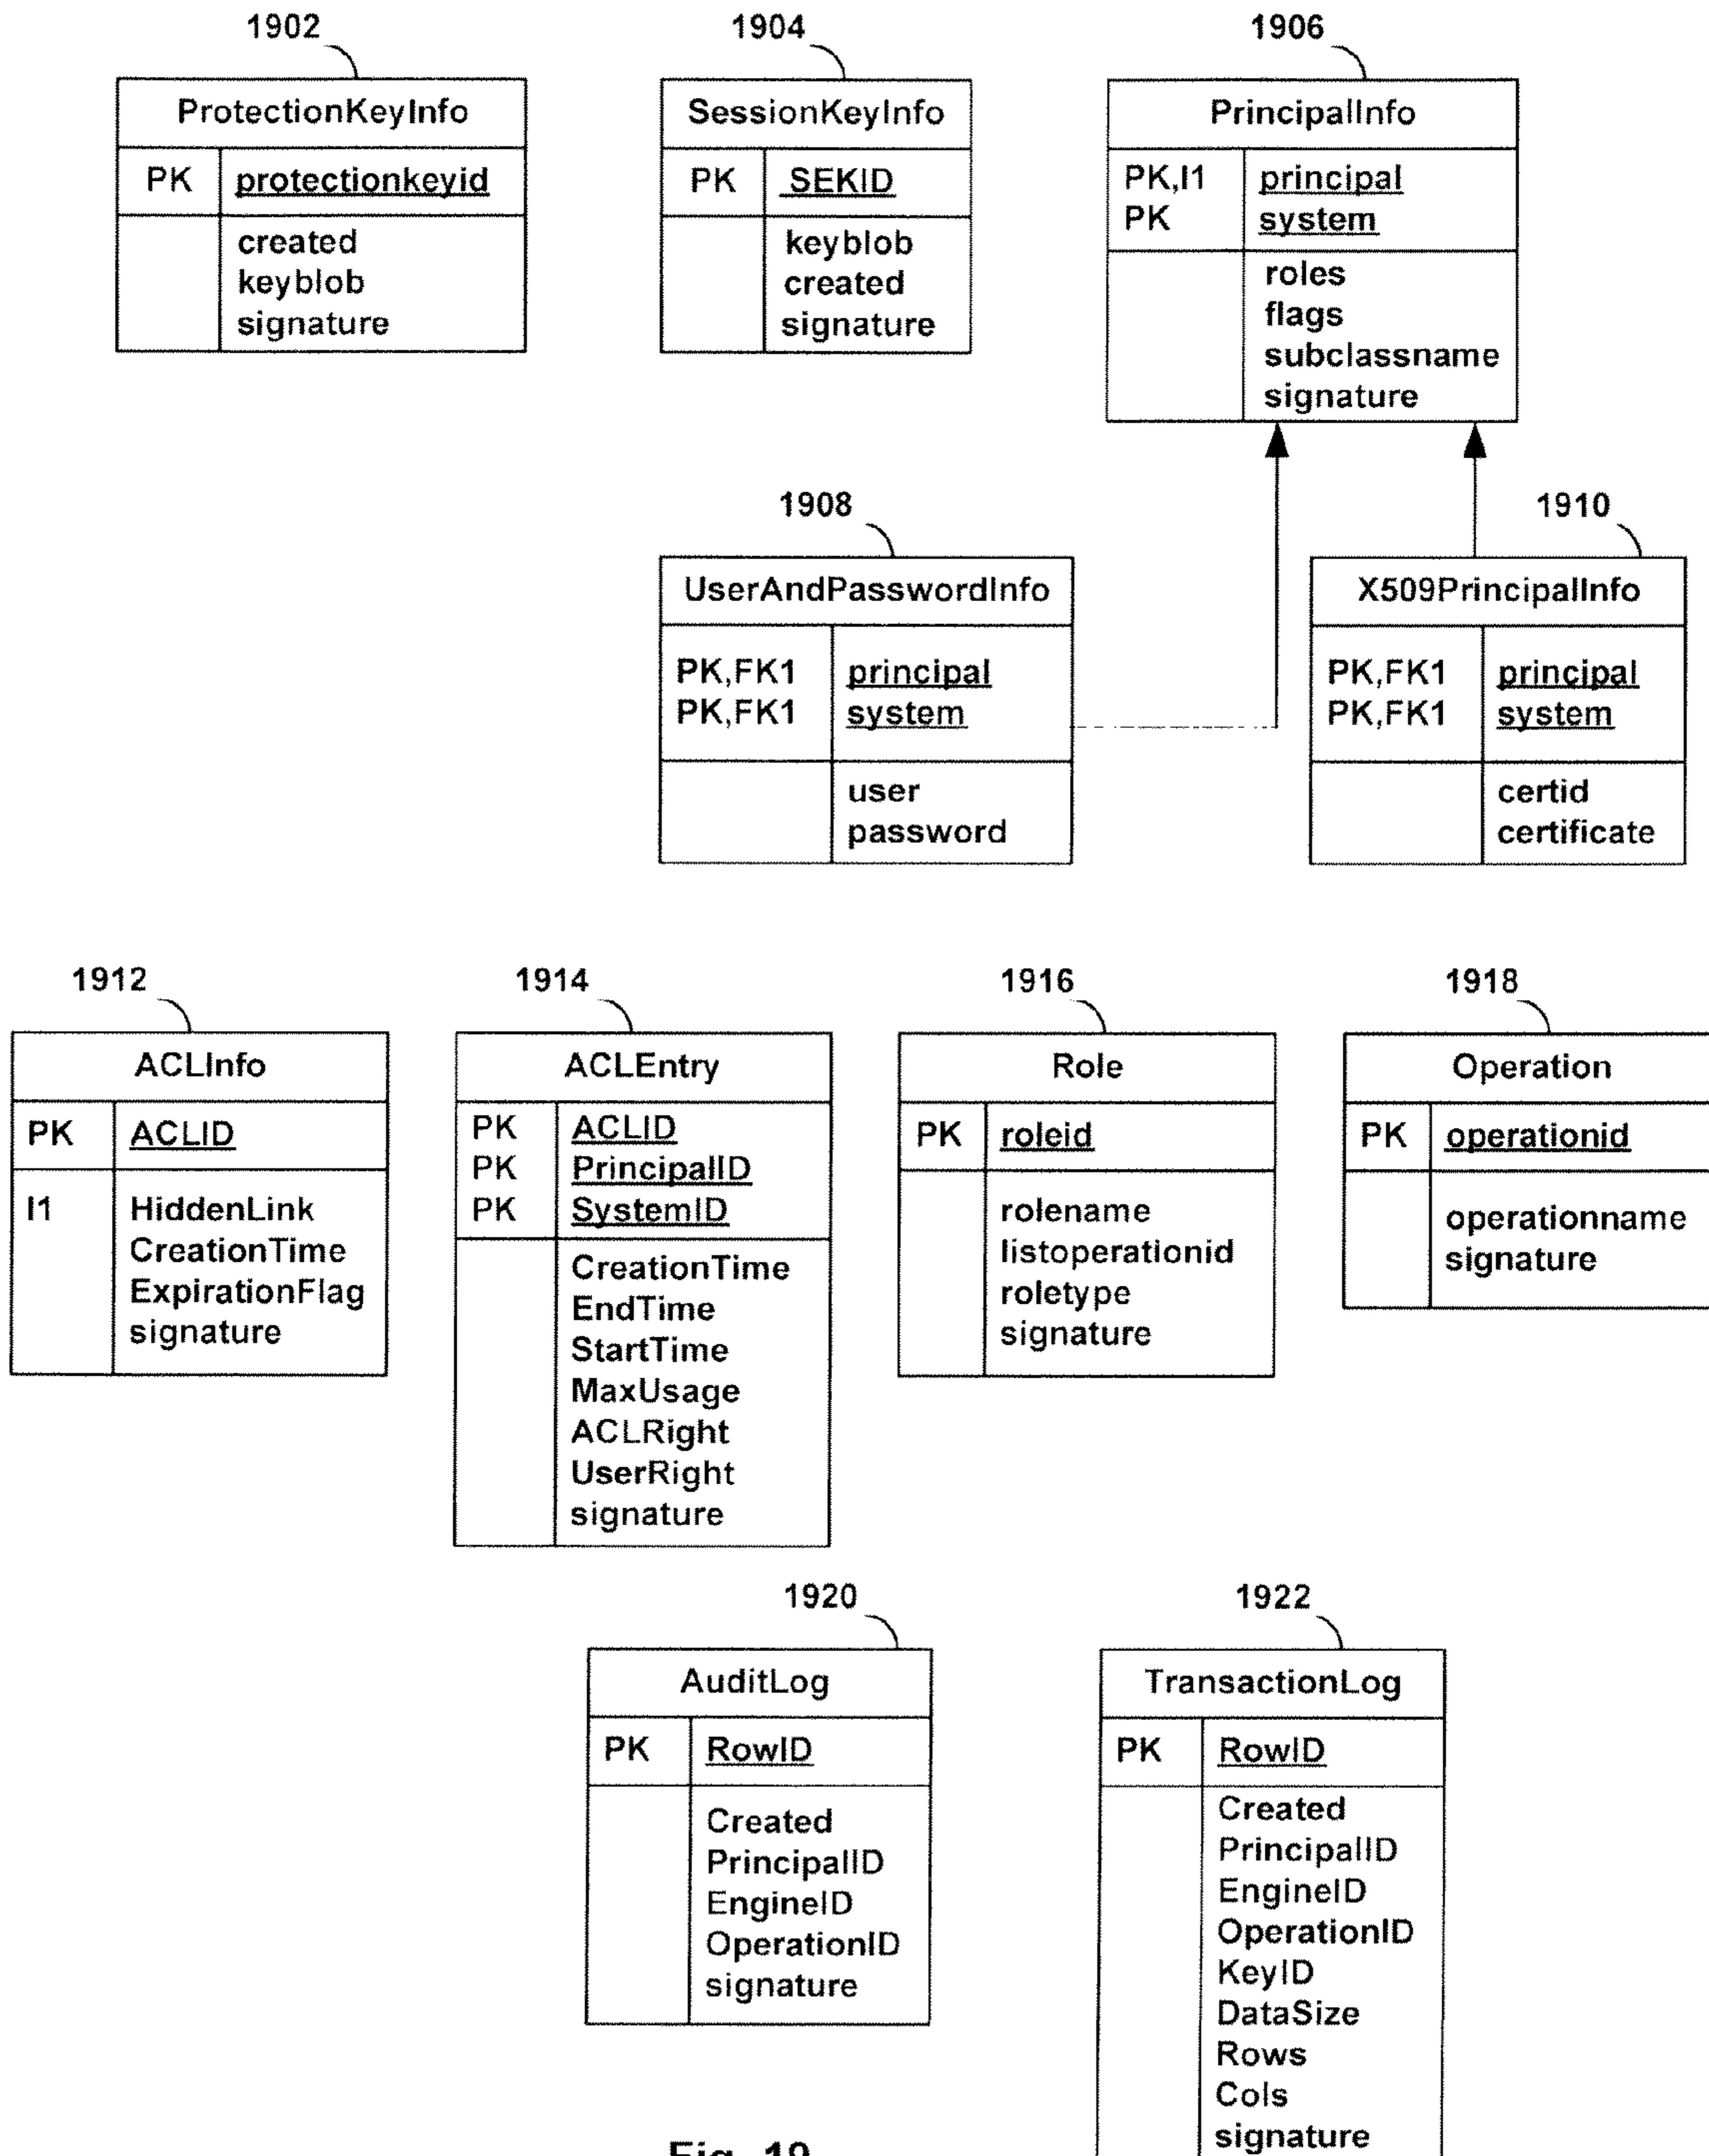 1902
ProtectionKeyInfo
PK protectionkeyid
created
keyblob
signature
1904
SessionKeyInfo
PK SEKID
keyblob
created
signature
1906
PrincipalInfo
PK,I1 principal
PK system
roles
flags
subclassname
signature
1908
UserAndPasswordInfo
PK,FK1 principal
PK,FK1 system
user
password
1910
X509PrincipalInfo
PK,FK1 principal
PK,FK1 system
certid
certificate
1912
ACLInfo
PK ACLID
I1 HiddenLink
CreationTime
ExpirationFlag
signature
1914
ACLEntry
PK ACLID
PK PrincipalID
PK SystemID
CreationTime
EndTime
StartTime
MaxUsage
ACLRight
UserRight
signature
1916
Role
PK roleid
rolename
listoperationid
roletype
signature
1918
Operation
PK operationid
operationname
signature
1920
AuditLog
PK RowID
Created
PrincipalID
EngineID
OperationID
signature
1922
TransactionLog
PK RowID
Created
PrincipalID
EngineID
OperationID
KeyID
DataSize
Rows
Cols
signature
Fig. 19